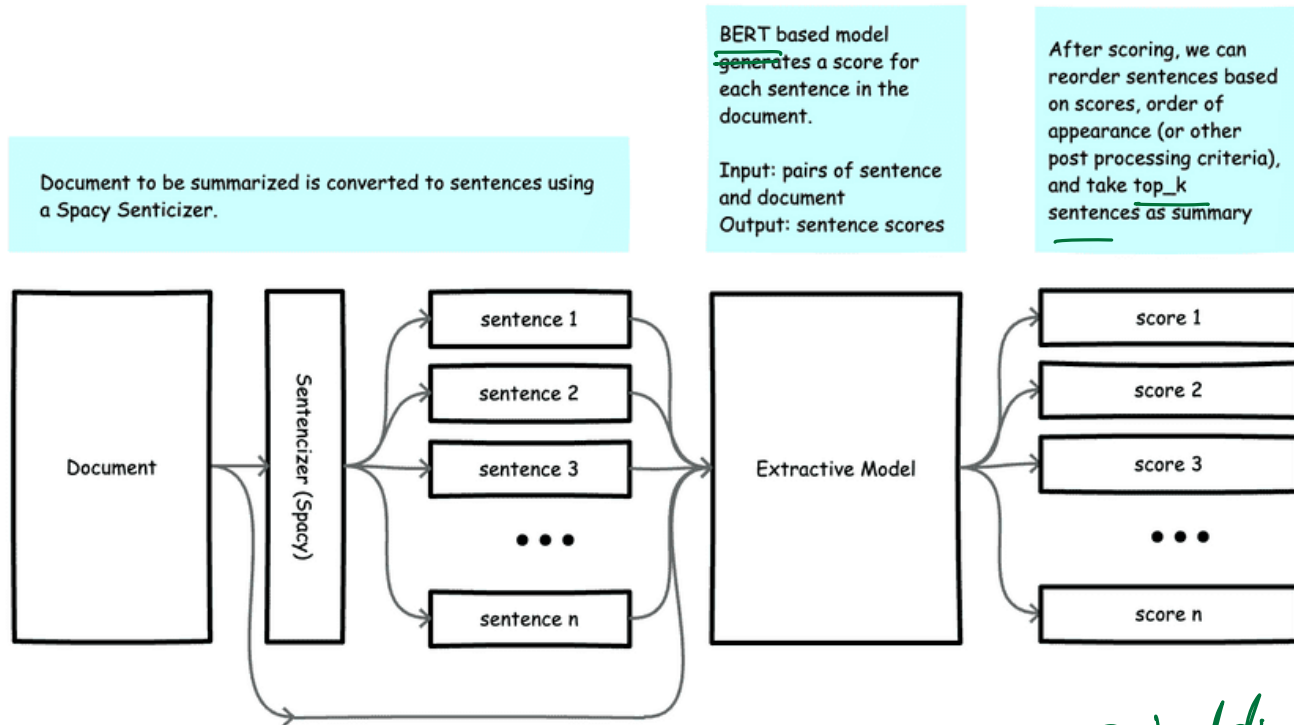 Document to be summarized is converted to sentences using
a Spacy Senticizer.
BERT based model
generates a score for
each sentence in the
document.
Input: pairs of sentence
and document
Output: sentence scores
After scoring, we can
reorder sentences based
on scores, order of
appearance (or other
post processing criteria),
and take top_k
sentences as summary
Document
Sentencizer (Spacy)
sentence 1
sentence 2
sentence 3
...
sentence n
Extractive Model
score 1
score 2
score 3
...
score n